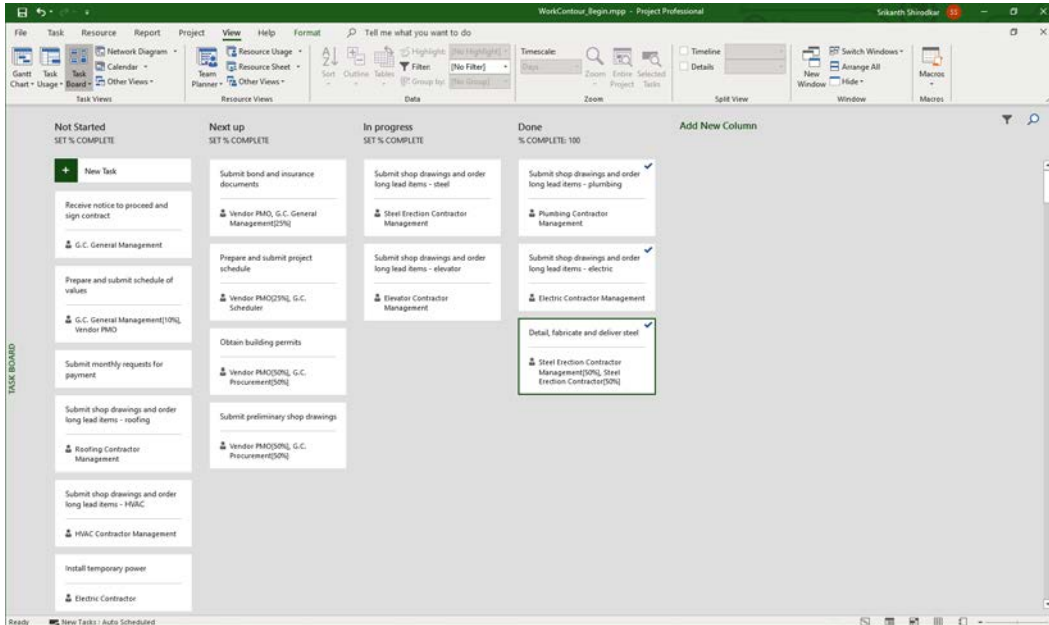 WorkContour_Begin.mpp - Project Professional
Srikanth Shirodkar SS
File Task Resource Report Project View Help Format Tell me what you want to do
Gantt Chart
Task Usage
Task Board
Network Diagram
Calendar
Other Views
Task Views
Team Planner
Resource Usage
Resource Sheet
Other Views
Resource Views
Sort
Outline
Tables
Highlight: [No Highlight]
Filter: [No Filter]
Group by: [No Group]
Data
Timescale:
Days
Zoom
Entire Project
Selected Tasks
Zoom
Timeline
Details
Split View
New Window
Switch Windows
Arrange All
Hide
Window
Macros
Macros
TASK BOARD
Not Started
SET % COMPLETE
+ New Task
Receive notice to proceed and
sign contract
G.C. General Management
Prepare and submit schedule of
values
G.C. General Management[10%],
Vendor PMO
Submit monthly requests for
payment
Submit shop drawings and order
long lead items - roofing
Roofing Contractor
Management
Submit shop drawings and order
long lead items - HVAC
HVAC Contractor Management
Install temporary power
Electric Contractor
Next up
SET % COMPLETE
Submit bond and insurance
documents
Vendor PMO, G.C. General
Management[25%]
Prepare and submit project
schedule
Vendor PMO[25%], G.C.
Scheduler
Obtain building permits
Vendor PMO[50%], G.C.
Procurement[50%]
Submit preliminary shop drawings
Vendor PMO[50%], G.C.
Procurement[50%]
In progress
SET % COMPLETE
Submit shop drawings and order
long lead items - steel
Steel Erection Contractor
Management
Submit shop drawings and order
long lead items - elevator
Elevator Contractor
Management
Done
% COMPLETE: 100
Submit shop drawings and order
long lead items - plumbing
Plumbing Contractor
Management
Submit shop drawings and order
long lead items - electric
Electric Contractor Management
Detail, fabricate and deliver steel
Steel Erection Contractor
Management[50%], Steel
Erection Contractor[50%]
Add New Column
Ready New Tasks : Auto Scheduled